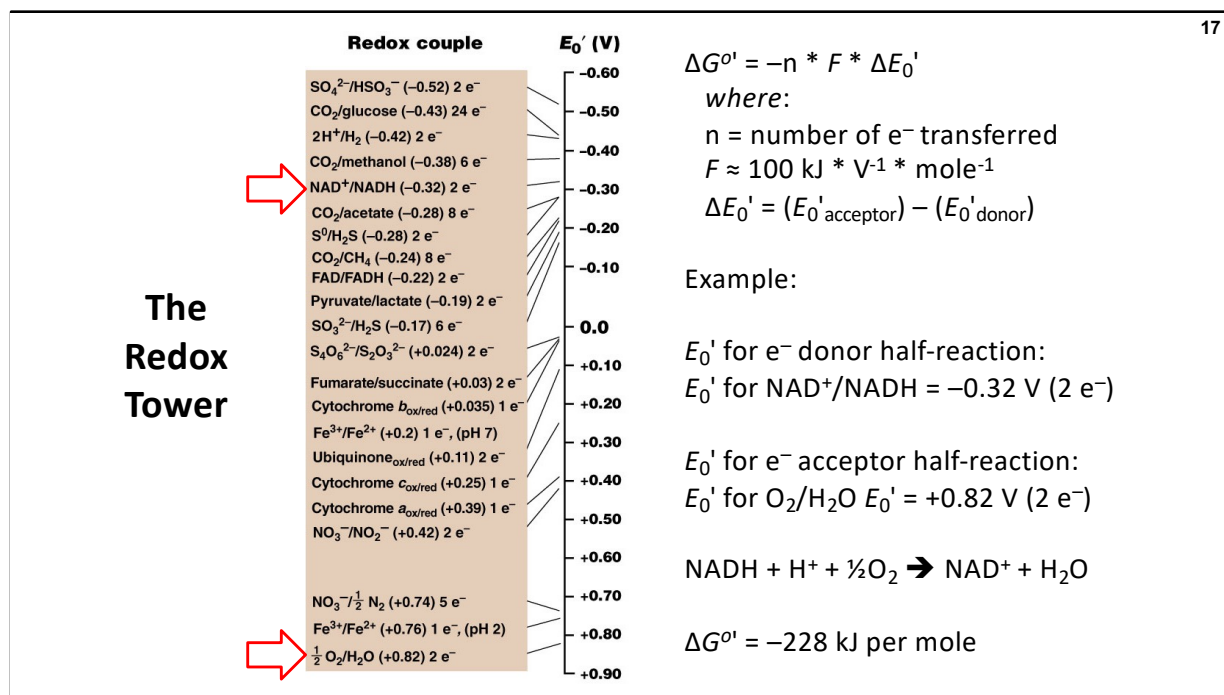 17
The
Redox
Tower
Redox couple E₀′ (V)
SO₄²⁻/HSO₃⁻ (–0.52) 2 e⁻
CO₂/glucose (–0.43) 24 e⁻
2H⁺/H₂ (–0.42) 2 e⁻
CO₂/methanol (–0.38) 6 e⁻
NAD⁺/NADH (–0.32) 2 e⁻
CO₂/acetate (–0.28) 8 e⁻
S⁰/H₂S (–0.28) 2 e⁻
CO₂/CH₄ (–0.24) 8 e⁻
FAD/FADH (–0.22) 2 e⁻
Pyruvate/lactate (–0.19) 2 e⁻
SO₃²⁻/H₂S (–0.17) 6 e⁻
S₄O₆²⁻/S₂O₃²⁻ (+0.024) 2 e⁻
Fumarate/succinate (+0.03) 2 e⁻
Cytochrome b ox/red (+0.035) 1 e⁻
Fe³⁺/Fe²⁺ (+0.2) 1 e⁻, (pH 7)
Ubiquinone ox/red (+0.11) 2 e⁻
Cytochrome c ox/red (+0.25) 1 e⁻
Cytochrome a ox/red (+0.39) 1 e⁻
NO₃⁻/NO₂⁻ (+0.42) 2 e⁻
NO₃⁻/½ N₂ (+0.74) 5 e⁻
Fe³⁺/Fe²⁺ (+0.76) 1 e⁻, (pH 2)
½ O₂/H₂O (+0.82) 2 e⁻
–0.60
–0.50
–0.40
–0.30
–0.20
–0.10
0.0
+0.10
+0.20
+0.30
+0.40
+0.50
+0.60
+0.70
+0.80
+0.90
ΔG°' = –n * F * ΔE₀'
where:
n = number of e⁻ transferred
F ≈ 100 kJ * V⁻¹ * mole⁻¹
ΔE₀' = (E₀'acceptor) – (E₀'donor)
Example:
E₀' for e⁻ donor half-reaction:
E₀' for NAD⁺/NADH = –0.32 V (2 e⁻)
E₀' for e⁻ acceptor half-reaction:
E₀' for O₂/H₂O E₀' = +0.82 V (2 e⁻)
NADH + H⁺ + ½O₂ ➔ NAD⁺ + H₂O
ΔG°' = –228 kJ per mole